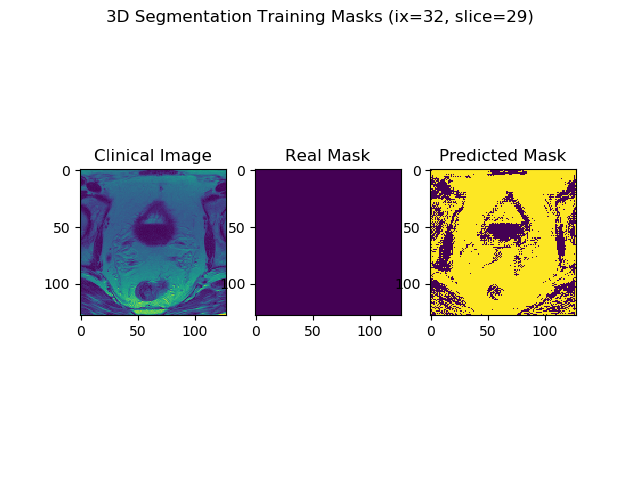 3D Segmentation Training Masks (ix=32, slice=29)
Clinical Image Real Mask Predicted Mask
0 0 0
50 50 50
100 100 100
0 50 100 0 50 100 0 50 100